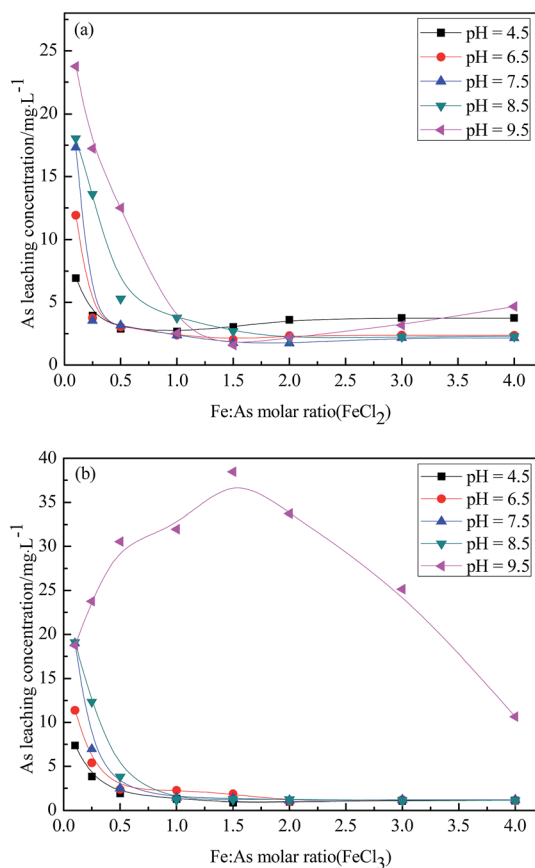 (a)
pH = 4.5
pH = 6.5
pH = 7.5
pH = 8.5
pH = 9.5
As leaching concentration/mg·L⁻¹
25
20
15
10
5
0
0.0 0.5 1.0 1.5 2.0 2.5 3.0 3.5 4.0
Fe:As molar ratio(FeCl₂)
(b)
pH = 4.5
pH = 6.5
pH = 7.5
pH = 8.5
pH = 9.5
As leaching concentration/mg·L⁻¹
40
35
30
25
20
15
10
5
0
0.0 0.5 1.0 1.5 2.0 2.5 3.0 3.5 4.0
Fe:As molar ratio(FeCl₃)